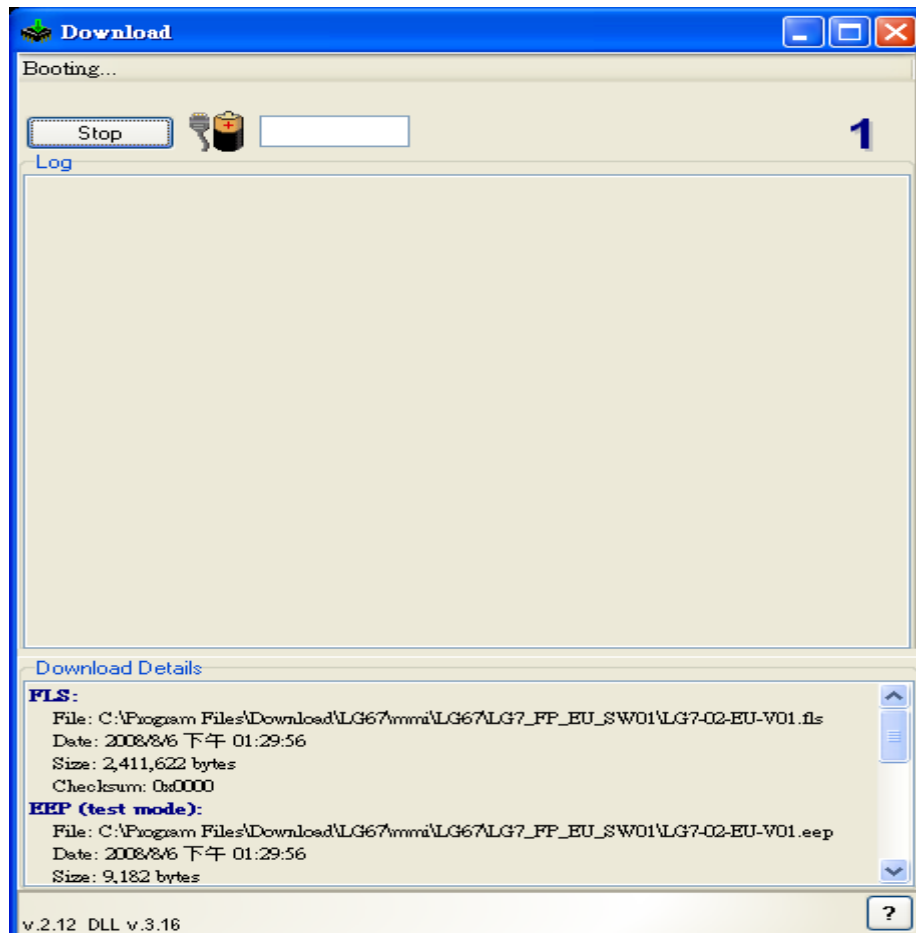 Download
Booting...
Stop
1
Log
Download Details
FLS:
File: C:\Program Files\Download\LG67\mmi\LG67\LG7_FP_EU_SW01\LG7-02-EU-V01.fls
Date: 2008/8/6 下午 01:29:56
Size: 2,411,622 bytes
Checksum: 0x0000
EEP (test mode):
File: C:\Program Files\Download\LG67\mmi\LG67\LG7_FP_EU_SW01\LG7-02-EU-V01.eep
Date: 2008/8/6 下午 01:29:56
Size: 9,182 bytes
v.2.12 DLL v.3.16
?